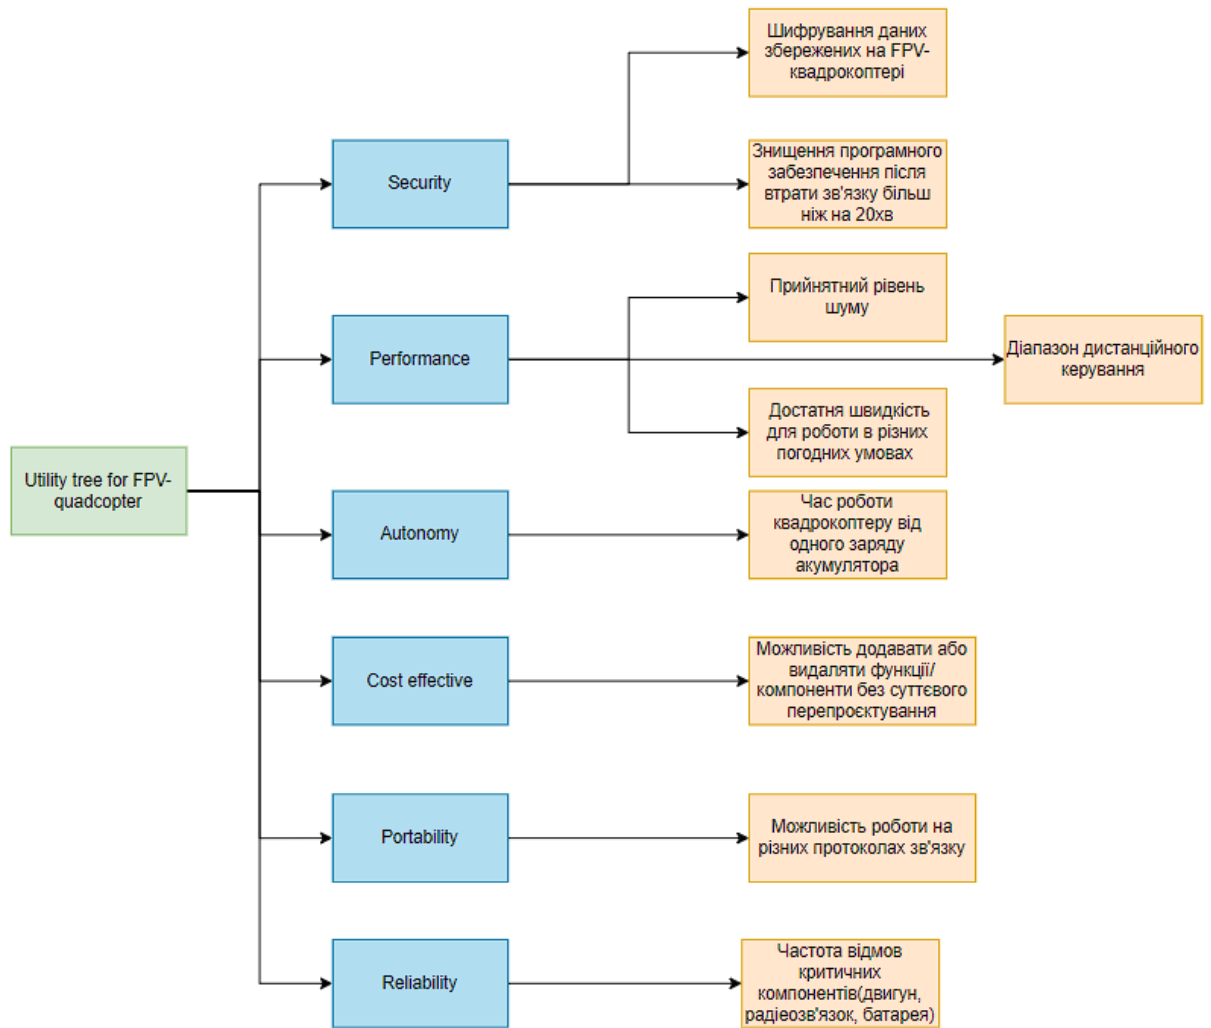 Шифрування даних
збережених на FPV-
квадрокоптері
Security
Знищення програмного
забезпечення після
втрати зв'язку більш
ніж на 20хв
Прийнятний рівень
шуму
Performance
Діапазон дистанційного
керування
Достатня швидкість
для роботи в різних
погодних умовах
Utility tree for FPV-
quadcopter
Autonomy
Час роботи
квадрокоптеру від
одного заряду
акумулятора
Cost effective
Можливість додавати або
видаляти функції/
компоненти без суттєвого
перепроєктування
Portability
Можливість роботи на
різних протоколах зв'язку
Reliability
Частота відмов
критичних
компонентів(двигун,
радіеозв'язок, батарея)